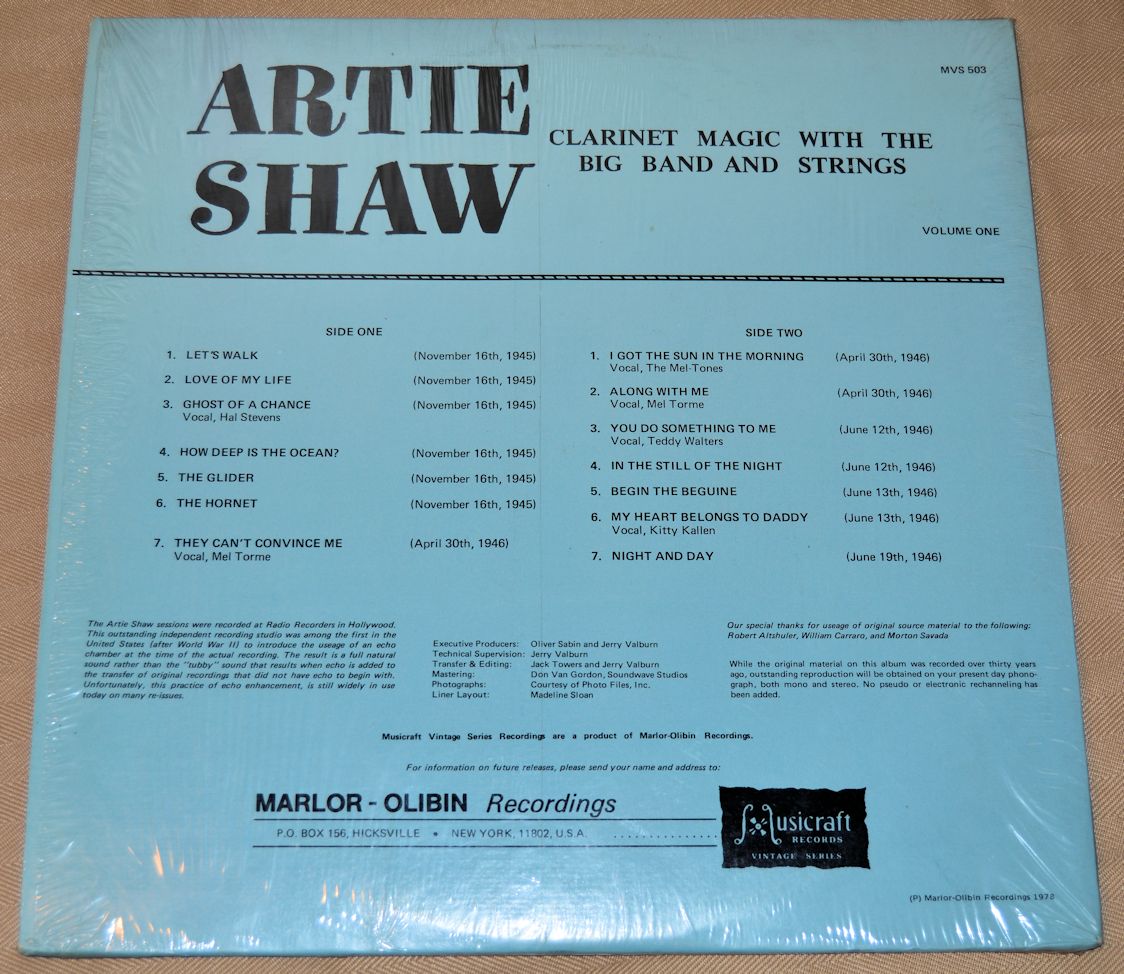 ARTIE
SHAW
CLARINET MAGIC WITH THE
BIG BAND AND STRINGS
MVS 503
VOLUME ONE
SIDE ONE
1. LET'S WALK (November 16th, 1945)
2. LOVE OF MY LIFE (November 16th, 1945)
3. GHOST OF A CHANCE (November 16th, 1945)
Vocal, Hal Stevens
4. HOW DEEP IS THE OCEAN? (November 16th, 1945)
5. THE GLIDER (November 16th, 1945)
6. THE HORNET (November 16th, 1945)
7. THEY CAN'T CONVINCE ME (April 30th, 1946)
Vocal, Mel Torme
SIDE TWO
1. I GOT THE SUN IN THE MORNING (April 30th, 1946)
Vocal, The Mel-Tones
2. ALONG WITH ME (April 30th, 1946)
Vocal, Mel Torme
3. YOU DO SOMETHING TO ME (June 12th, 1946)
Vocal, Teddy Walters
4. IN THE STILL OF THE NIGHT (June 12th, 1946)
5. BEGIN THE BEGUINE (June 13th, 1946)
6. MY HEART BELONGS TO DADDY (June 13th, 1946)
Vocal, Kitty Kallen
7. NIGHT AND DAY (June 19th, 1946)
The Artie Shaw sessions were recorded at Radio Recorders in Hollywood.
This outstanding independent recording studio was among the first in the
United States (after World War II) to introduce the useage of an echo
chamber at the time of the actual recording. The result is a full natural
sound rather than the "tubby" sound that results when echo is added to
the transfer of original recordings that did not have echo to begin with.
Unfortunately, this practice of echo enhancement, is still widely in use
today on many re-issues.
Executive Producers: Oliver Sabin and Jerry Valburn
Technical Supervision: Jerry Valburn
Transfer & Editing: Jack Towers and Jerry Valburn
Mastering: Don Van Gordon, Soundwave Studios
Photographs: Courtesy of Photo Files, Inc.
Liner Layout: Madeline Sloan
Our special thanks for useage of original source material to the following:
Robert Altshuler, William Carraro, and Morton Savada
While the original material on this album was recorded over thirty years
ago, outstanding reproduction will be obtained on your present day phono-
graph, both mono and stereo. No pseudo or electronic rechanneling has
been added.
Musicraft Vintage Series Recordings are a product of Marlor-Olibin Recordings.
For information on future releases, please send your name and address to:
MARLOR - OLIBIN Recordings
P.O. BOX 156, HICKSVILLE • NEW YORK, 11802, U.S.A. . . . . . . . . . . . . . . .
Musicraft
RECORDS
VINTAGE SERIES
(P) Marlor-Olibin Recordings 1978